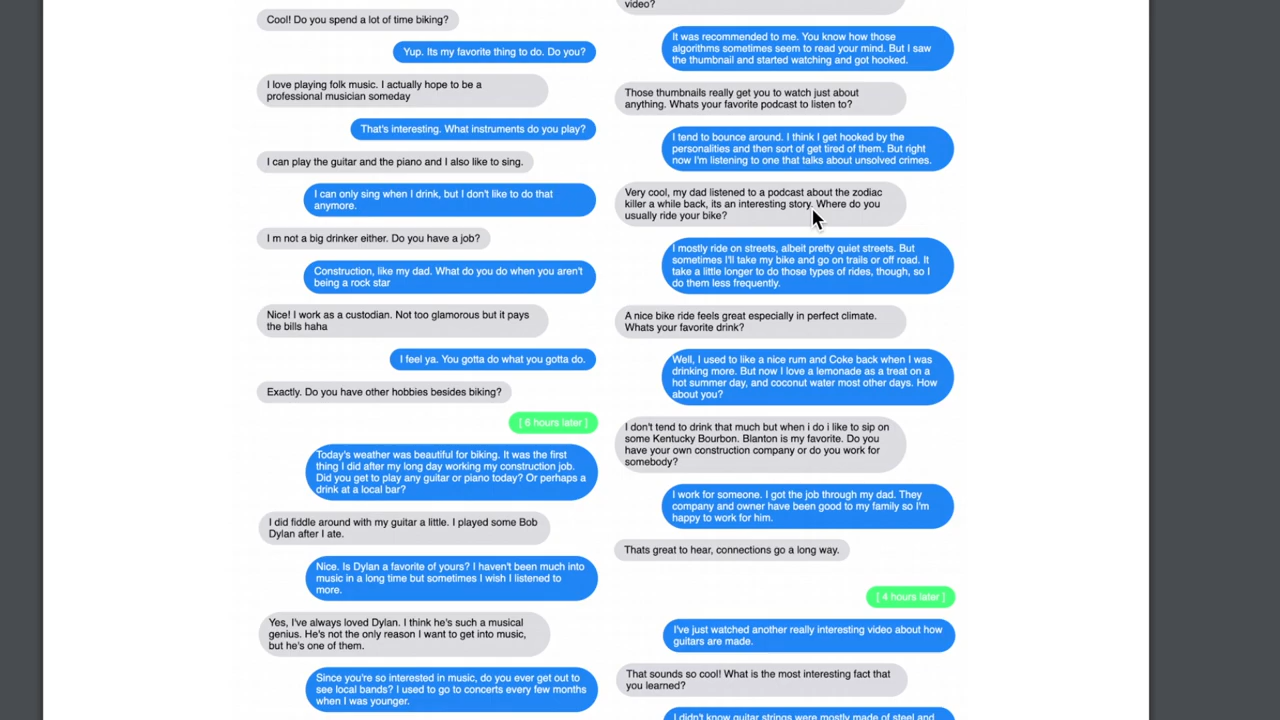 Cool! Do you spend a lot of time biking?
Yup. Its my favorite thing to do. Do you?
I love playing folk music. I actually hope to be a
professional musician someday
That's interesting. What instruments do you play?
I can play the guitar and the piano and I also like to sing.
I can only sing when I drink, but I don't like to do that
anymore.
I m not a big drinker either. Do you have a job?
Construction, like my dad. What do you do when you aren't
being a rock star
Nice! I work as a custodian. Not too glamorous but it pays
the bills haha
I feel ya. You gotta do what you gotta do.
Exactly. Do you have other hobbies besides biking?
[ 6 hours later ]
Today's weather was beautiful for biking. It was the first
thing I did after my long day working my construction job.
Did you get to play any guitar or piano today? Or perhaps a
drink at a local bar?
I did fiddle around with my guitar a little. I played some Bob
Dylan after I ate.
Nice. Is Dylan a favorite of yours? I haven't been much into
music in a long time but sometimes I wish I listened to
more.
Yes, I've always loved Dylan. I think he's such a musical
genius. He's not the only reason I want to get into music,
but he's one of them.
Since you're so interested in music, do you ever get out to
see local bands? I used to go to concerts every few months
when I was younger.
video?
It was recommended to me. You know how those
algorithms sometimes seem to read your mind. But I saw
the thumbnail and started watching and got hooked.
Those thumbnails really get you to watch just about
anything. Whats your favorite podcast to listen to?
I tend to bounce around. I think I get hooked by the
personalities and then sort of get tired of them. But right
now I'm listening to one that talks about unsolved crimes.
Very cool, my dad listened to a podcast about the zodiac
killer a while back, its an interesting story. Where do you
usually ride your bike?
I mostly ride on streets, albeit pretty quiet streets. But
sometimes I'll take my bike and go on trails or off road. It
take a little longer to do those types of rides, though, so I
do them less frequently.
A nice bike ride feels great especially in perfect climate.
Whats your favorite drink?
Well, I used to like a nice rum and Coke back when I was
drinking more. But now I love a lemonade as a treat on a
hot summer day, and coconut water most other days. How
about you?
I don't tend to drink that much but when i do i like to sip on
some Kentucky Bourbon. Blanton is my favorite. Do you
have your own construction company or do you work for
somebody?
I work for someone. I got the job through my dad. They
company and owner have been good to my family so I'm
happy to work for him.
Thats great to hear, connections go a long way.
[ 4 hours later ]
I've just watched another really interesting video about how
guitars are made.
That sounds so cool! What is the most interesting fact that
you learned?
I didn't know guitar strings were mostly made of steel and